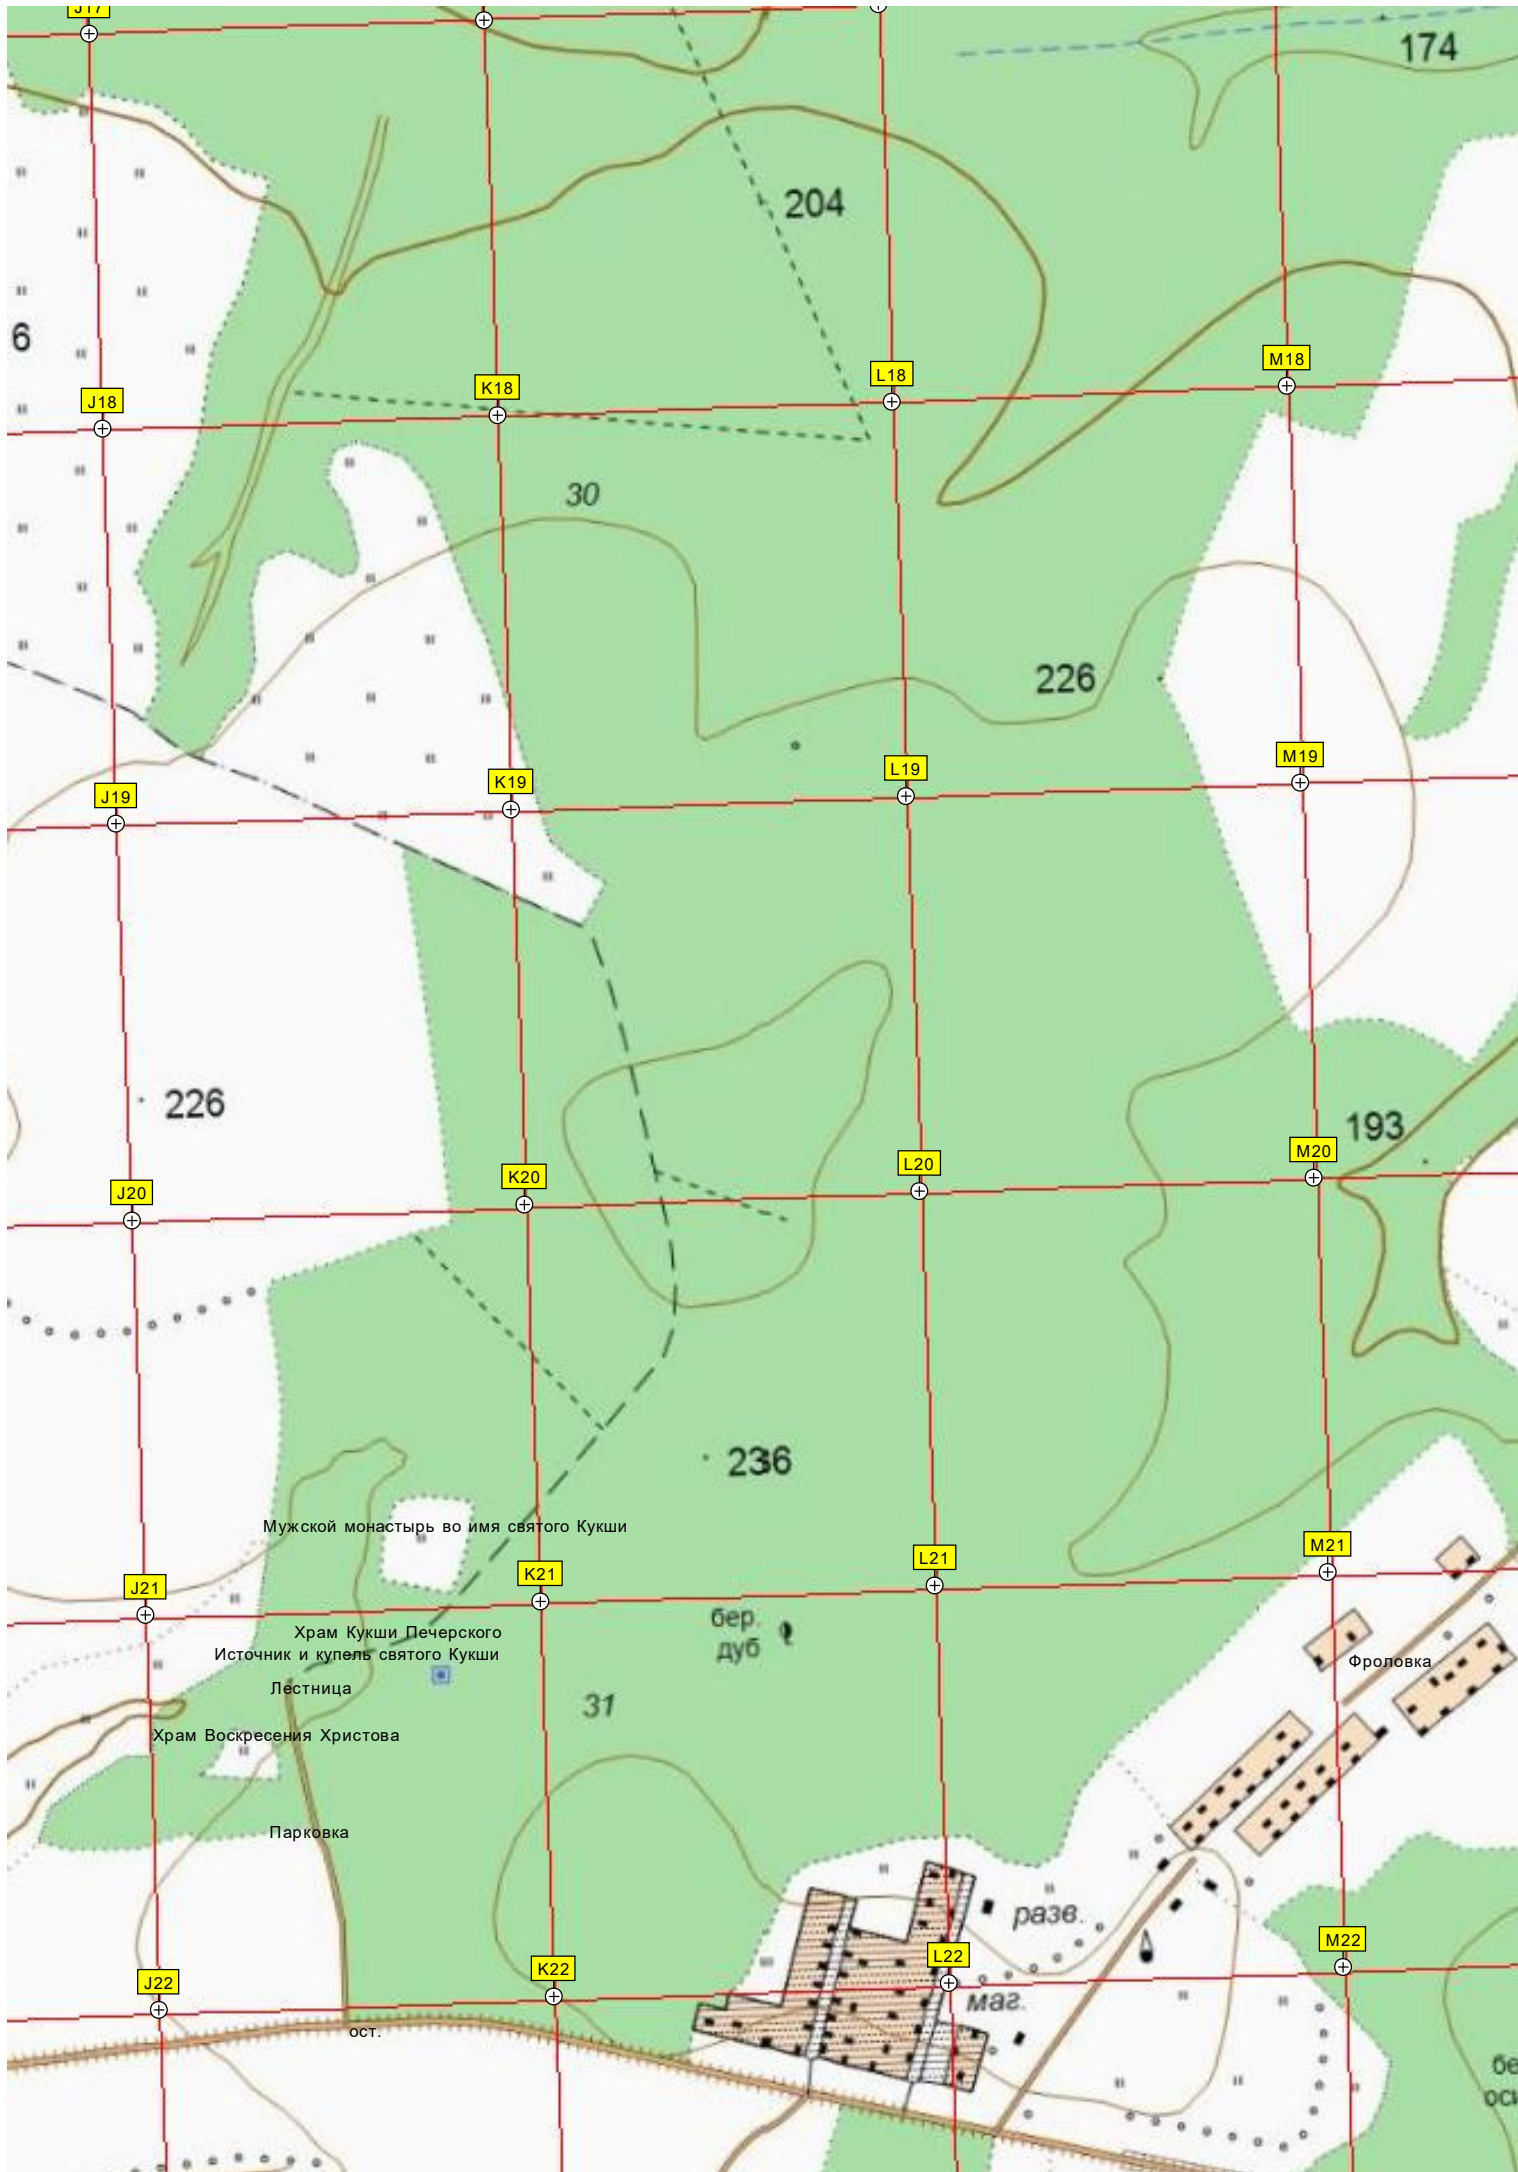 J17
174
204
6
M18
L18
K18
J18
30
226
M19
L19
K19
J19
226
193
M20
L20
K20
J20
236
Мужской монастырь во имя святого Кукши
M21
L21
K21
J21
бер.
дуб
Храм Кукши Печерского
Источник и купель святого Кукши
Фроловка
Лестница
31
Храм Воскресения Христова
Парковка
разв.
M22
L22
K22
J22
маг.
ост.
бе
оси